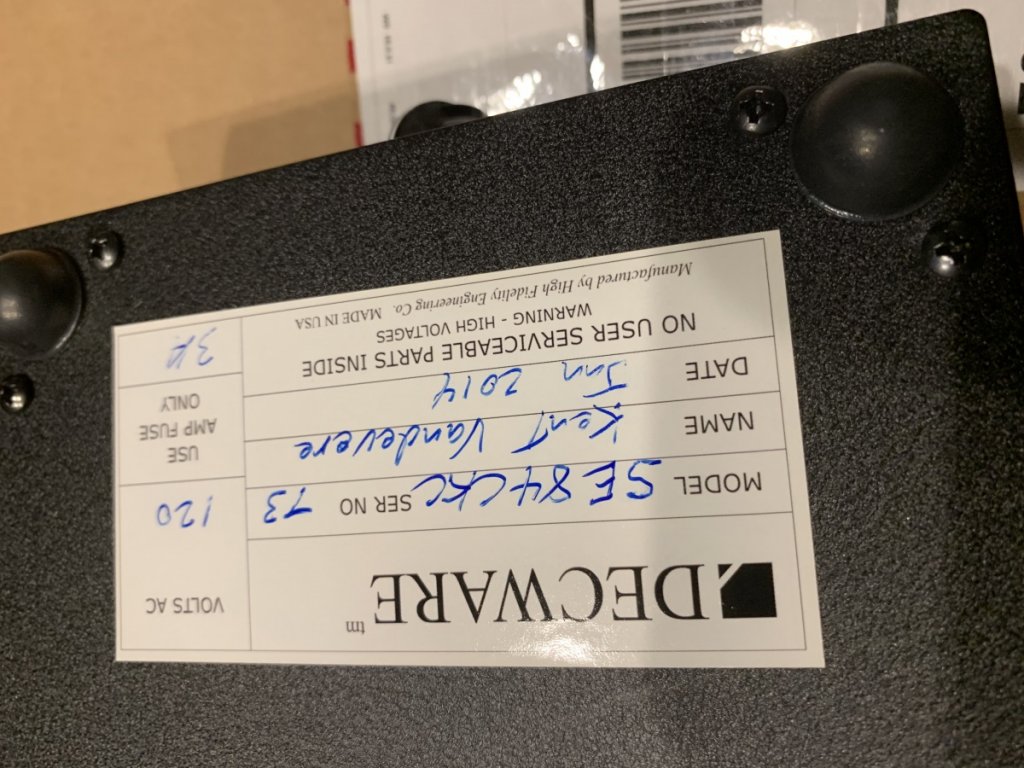 DECWARE tm
MODEL SE84CKC SER NO 73
NAME Kent Vandevere
DATE Jan 2014
NO USER SERVICEABLE PARTS INSIDE
WARNING - HIGH VOLTAGES
Manufactured by High Fidelity Engineering Co. MADE IN USA
VOLTS AC
120
USE
AMP FUSE
ONLY
3A